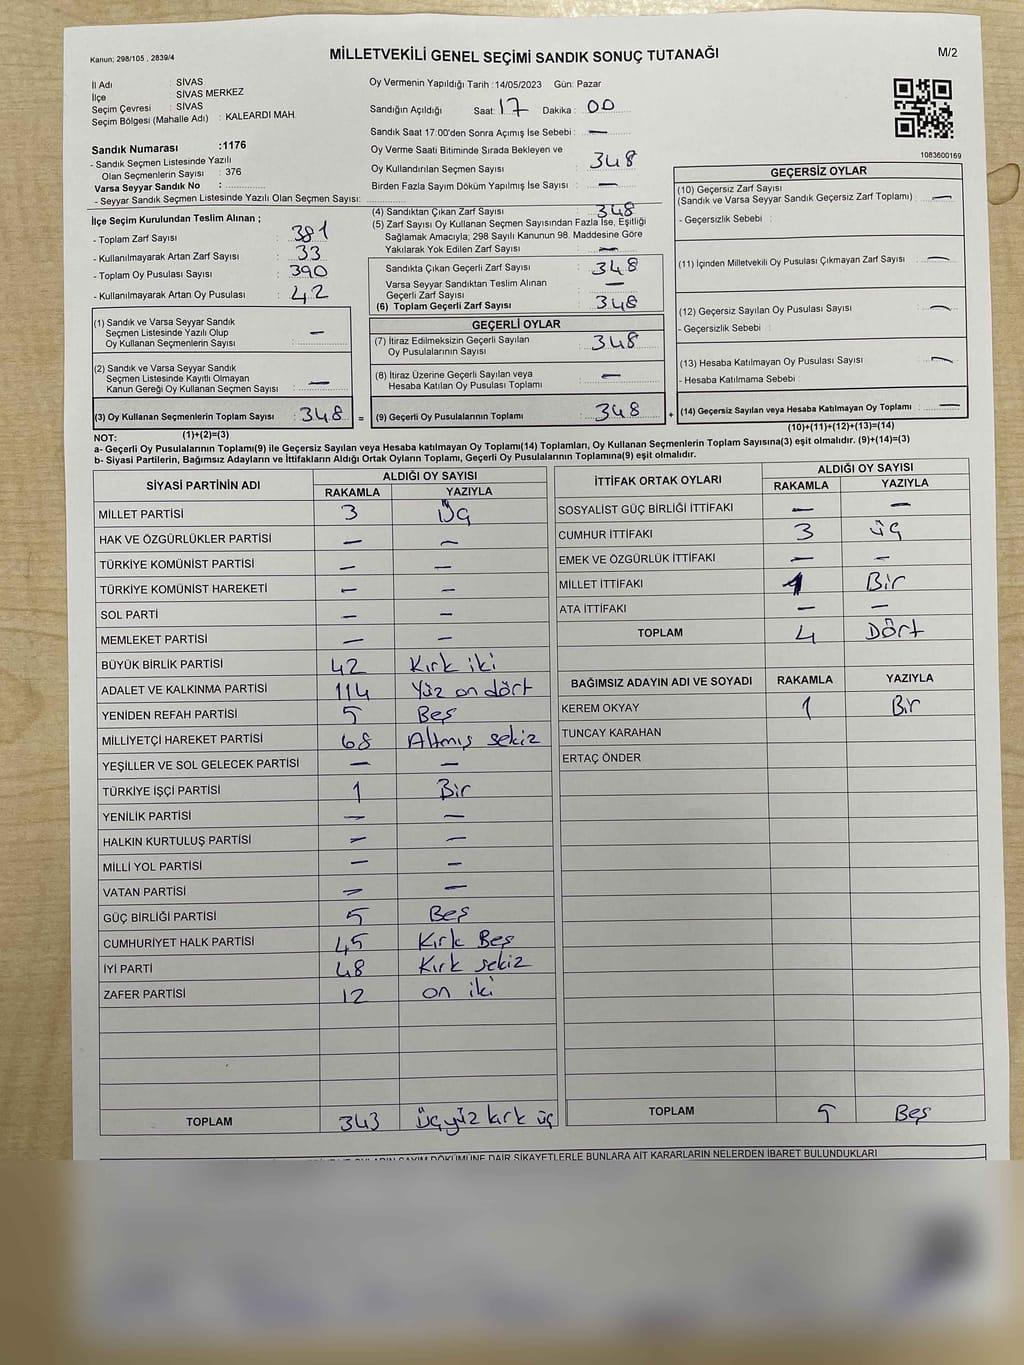 Kanun; 298/105 , 2839/4
MİLLETVEKİLİ GENEL SEÇİMİ SANDIK SONUÇ TUTANAĞI
M/2
İl Adı : SİVAS
İlçe : SİVAS MERKEZ
Seçim Çevresi : SİVAS
Seçim Bölgesi (Mahalle Adı) : KALEARDI MAH.
Sandık Numarası :1176
- Sandık Seçmen Listesinde Yazılı
Olan Seçmenlerin Sayısı : 376
Varsa Seyyar Sandık No :
- Seyyar Sandık Seçmen Listesinde Yazılı Olan Seçmen Sayısı:
Oy Vermenin Yapıldığı Tarih : 14/05/2023 Gün: Pazar
Sandığın Açıldığı Saat: 17 Dakika : 00
Sandık Saat 17:00'den Sonra Açımış İse Sebebi : —
Oy Verme Saati Bitiminde Sırada Bekleyen ve
Oy Kullandırılan Seçmen Sayısı : 348
Birden Fazla Sayım Döküm Yapılmış İse Sayısı : —
1083600169
İlçe Seçim Kurulundan Teslim Alınan ;
- Toplam Zarf Sayısı : 381
- Kullanılmayarak Artan Zarf Sayısı : 33
- Toplam Oy Pusulası Sayısı : 390
- Kullanılmayarak Artan Oy Pusulası : 42
(1) Sandık ve Varsa Seyyar Sandık
Seçmen Listesinde Yazılı Olup
Oy Kullanan Seçmenlerin Sayısı : —
(2) Sandık ve Varsa Seyyar Sandık
Seçmen Listesinde Kayıtlı Olmayan
Kanun Gereği Oy Kullanan Seçmen Sayısı : —
(3) Oy Kullanan Seçmenlerin Toplam Sayısı : 348 =
(1)+(2)=(3)
(4) Sandıktan Çıkan Zarf Sayısı : 348
(5) Zarf Sayısı Oy Kullanan Seçmen Sayısından Fazla İse, Eşitliği
Sağlamak Amacıyla; 298 Sayılı Kanunun 98. Maddesine Göre
Yakılarak Yok Edilen Zarf Sayısı : —
Sandıkta Çıkan Geçerli Zarf Sayısı : 348
Varsa Seyyar Sandıktan Teslim Alınan
Geçerli Zarf Sayısı : —
(6) Toplam Geçerli Zarf Sayısı : 348
GEÇERLİ OYLAR
(7) İtiraz Edilmeksizin Geçerli Sayılan
Oy Pusulalarının Sayısı : 348
(8) İtiraz Üzerine Geçerli Sayılan veya
Hesaba Katılan Oy Pusulası Toplamı : —
(9) Geçerli Oy Pusulalarının Toplamı : 348 +
GEÇERSİZ OYLAR
(10) Geçersiz Zarf Sayısı
(Sandık ve Varsa Seyyar Sandık Geçersiz Zarf Toplamı) : —
- Geçersizlik Sebebi :
(11) İçinden Milletvekili Oy Pusulası Çıkmayan Zarf Sayısı : —
(12) Geçersiz Sayılan Oy Pusulası Sayısı : —
- Geçersizlik Sebebi :
(13) Hesaba Katılmayan Oy Pusulası Sayısı : —
- Hesaba Katılmama Sebebi :
(14) Geçersiz Sayılan veya Hesaba Katılmayan Oy Toplamı : —
(10)+(11)+(12)+(13)=(14)
NOT:
a- Geçerli Oy Pusulalarının Toplamı(9) ile Geçersiz Sayılan veya Hesaba katılmayan Oy Toplamı(14) Toplamları, Oy Kullanan Seçmenlerin Toplam Sayısına(3) eşit olmalıdır. (9)+(14)=(3)
b- Siyasi Partilerin, Bağımsız Adayların ve İttifakların Aldığı Ortak Oyların Toplamı, Geçerli Oy Pusulalarının Toplamına(9) eşit olmalıdır.
SİYASİ PARTİNİN ADI ALDIĞI OY SAYISI
RAKAMLA YAZIYLA
MİLLET PARTİSİ 3 Üç
HAK VE ÖZGÜRLÜKLER PARTİSİ — —
TÜRKİYE KOMÜNİST PARTİSİ — —
TÜRKİYE KOMÜNİST HAREKETİ — —
SOL PARTİ — —
MEMLEKET PARTİSİ — —
BÜYÜK BİRLİK PARTİSİ 42 Kırk iki
ADALET VE KALKINMA PARTİSİ 114 Yüz on dört
YENİDEN REFAH PARTİSİ 5 Beş
MİLLİYETÇİ HAREKET PARTİSİ 68 Altmış sekiz
YEŞİLLER VE SOL GELECEK PARTİSİ — —
TÜRKİYE İŞÇİ PARTİSİ 1 Bir
YENİLİK PARTİSİ — —
HALKIN KURTULUŞ PARTİSİ — —
MİLLİ YOL PARTİSİ — —
VATAN PARTİSİ — —
GÜÇ BİRLİĞİ PARTİSİ 5 Beş
CUMHURİYET HALK PARTİSİ 45 Kırk Beş
İYİ PARTİ 48 Kırk sekiz
ZAFER PARTİSİ 12 on iki
TOPLAM 343 Üçyüz kırk üç
İTTİFAK ORTAK OYLARI ALDIĞI OY SAYISI
RAKAMLA YAZIYLA
SOSYALİST GÜÇ BİRLİĞİ İTTİFAKI — —
CUMHUR İTTİFAKI 3 üç
EMEK VE ÖZGÜRLÜK İTTİFAKI — —
MİLLET İTTİFAKI 1 Bir
ATA İTTİFAKI — —
TOPLAM 4 Dört
BAĞIMSIZ ADAYIN ADI VE SOYADI RAKAMLA YAZIYLA
KEREM OKYAY 1 Bir
TUNCAY KARAHAN
ERTAÇ ÖNDER
TOPLAM 5 Beş
DÖKÜMÜNE DAİR ŞİKAYETLERLE BUNLARA AİT KARARLARIN NELERDEN İBARET BULUNDUKLARI